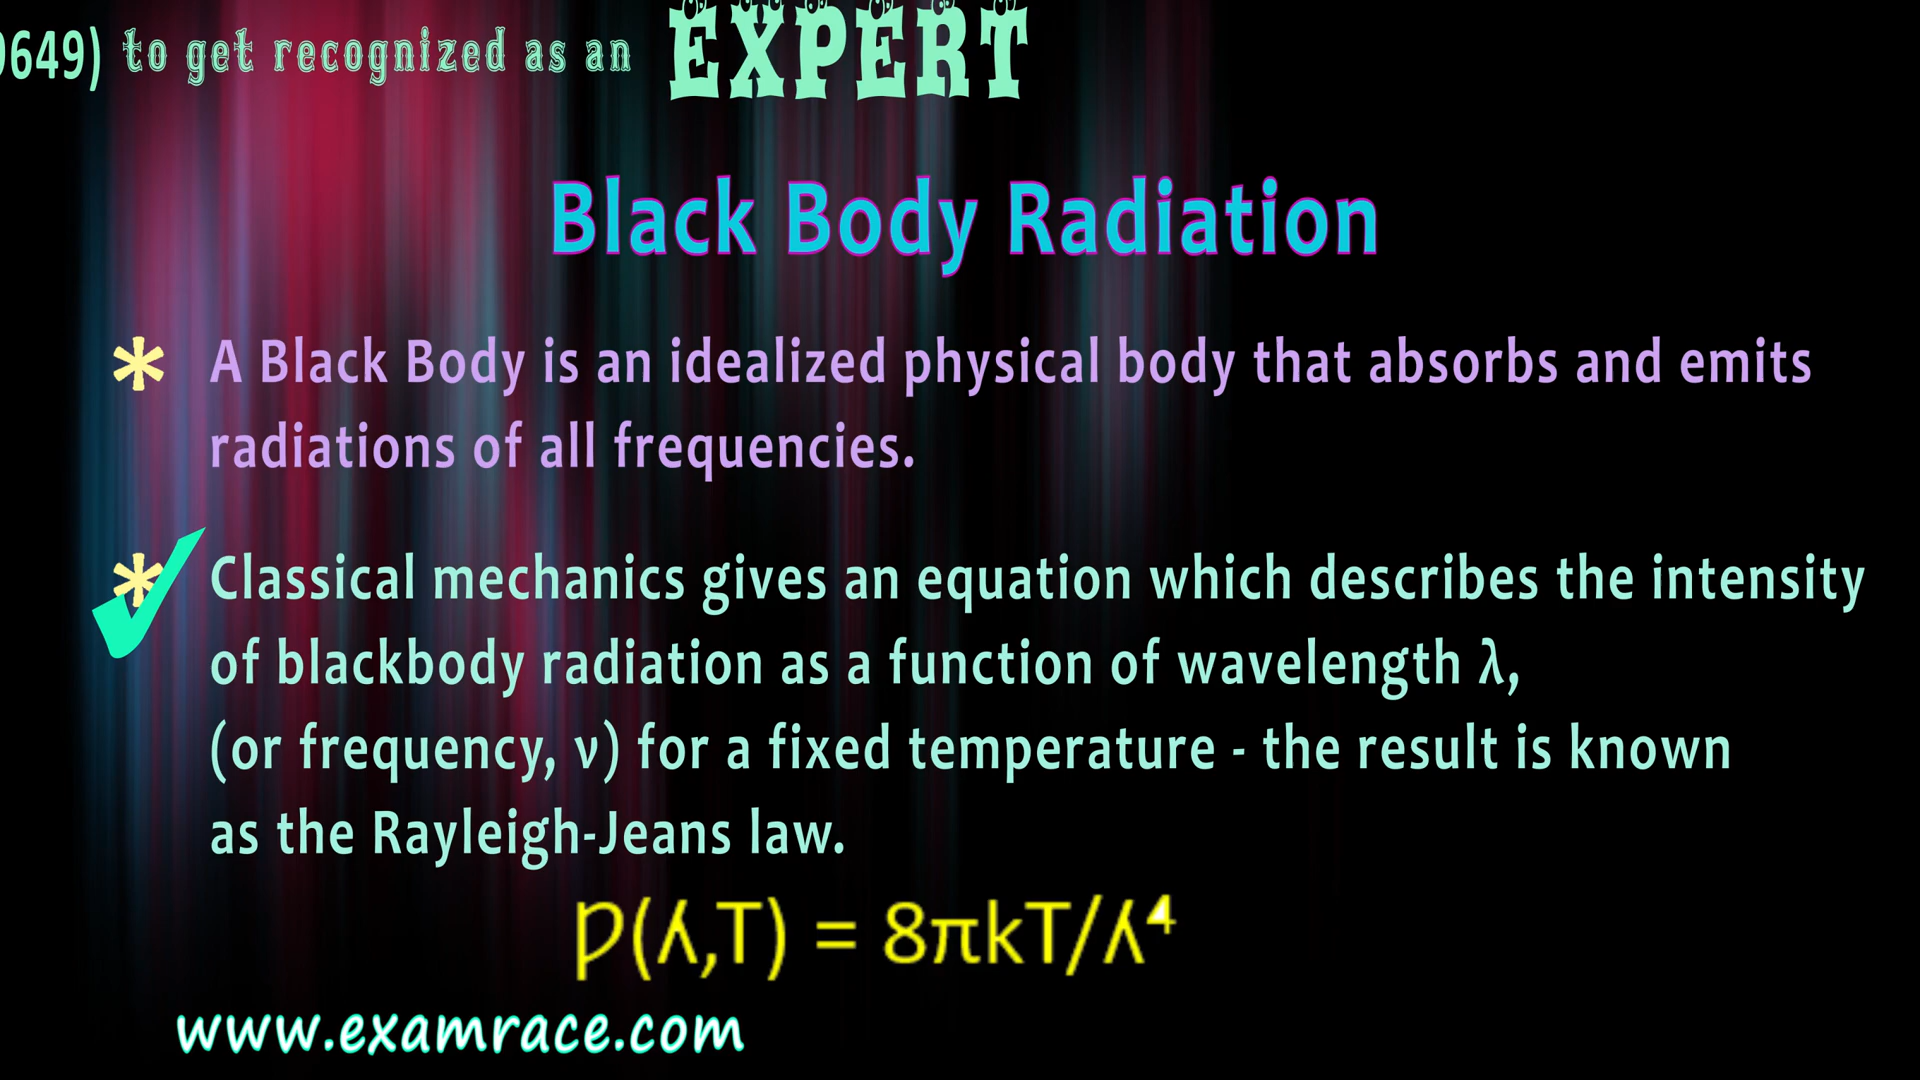 0649) to get recognized as an EXPERT
Black Body Radiation
* A Black Body is an idealized physical body that absorbs and emits
radiations of all frequencies.
* Classical mechanics gives an equation which describes the intensity
of blackbody radiation as a function of wavelength λ,
(or frequency, ν) for a fixed temperature - the result is known
as the Rayleigh-Jeans law.
p(λ,T) = 8πkT/λ⁴
www.examrace.com